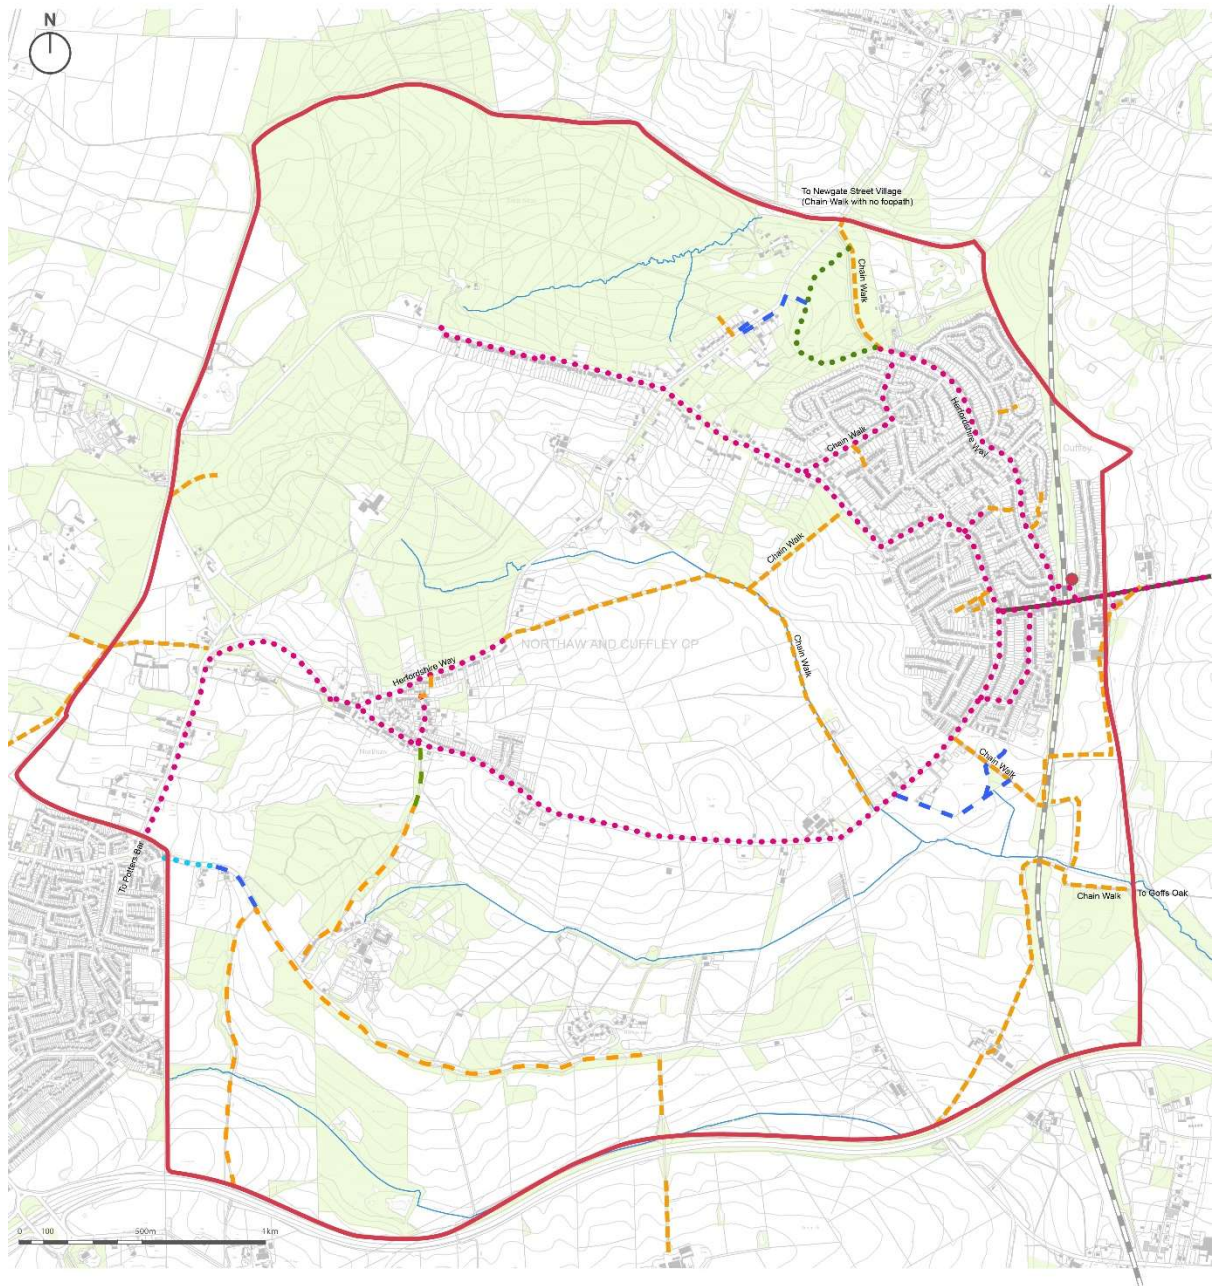 N
To Newgate Street Village
(Chain Walk with no foopath)
Chain Walk
Herfordshire Way
Chain Walk
Cuffley
Chain Walk
NORTHAW AND CUFFLEY CP
Herfordshire Way
Chain Walk
Northaw
Chain Walk
To Potters Bar
Chain Walk
To Goffs Oak
0 100 500m 1km